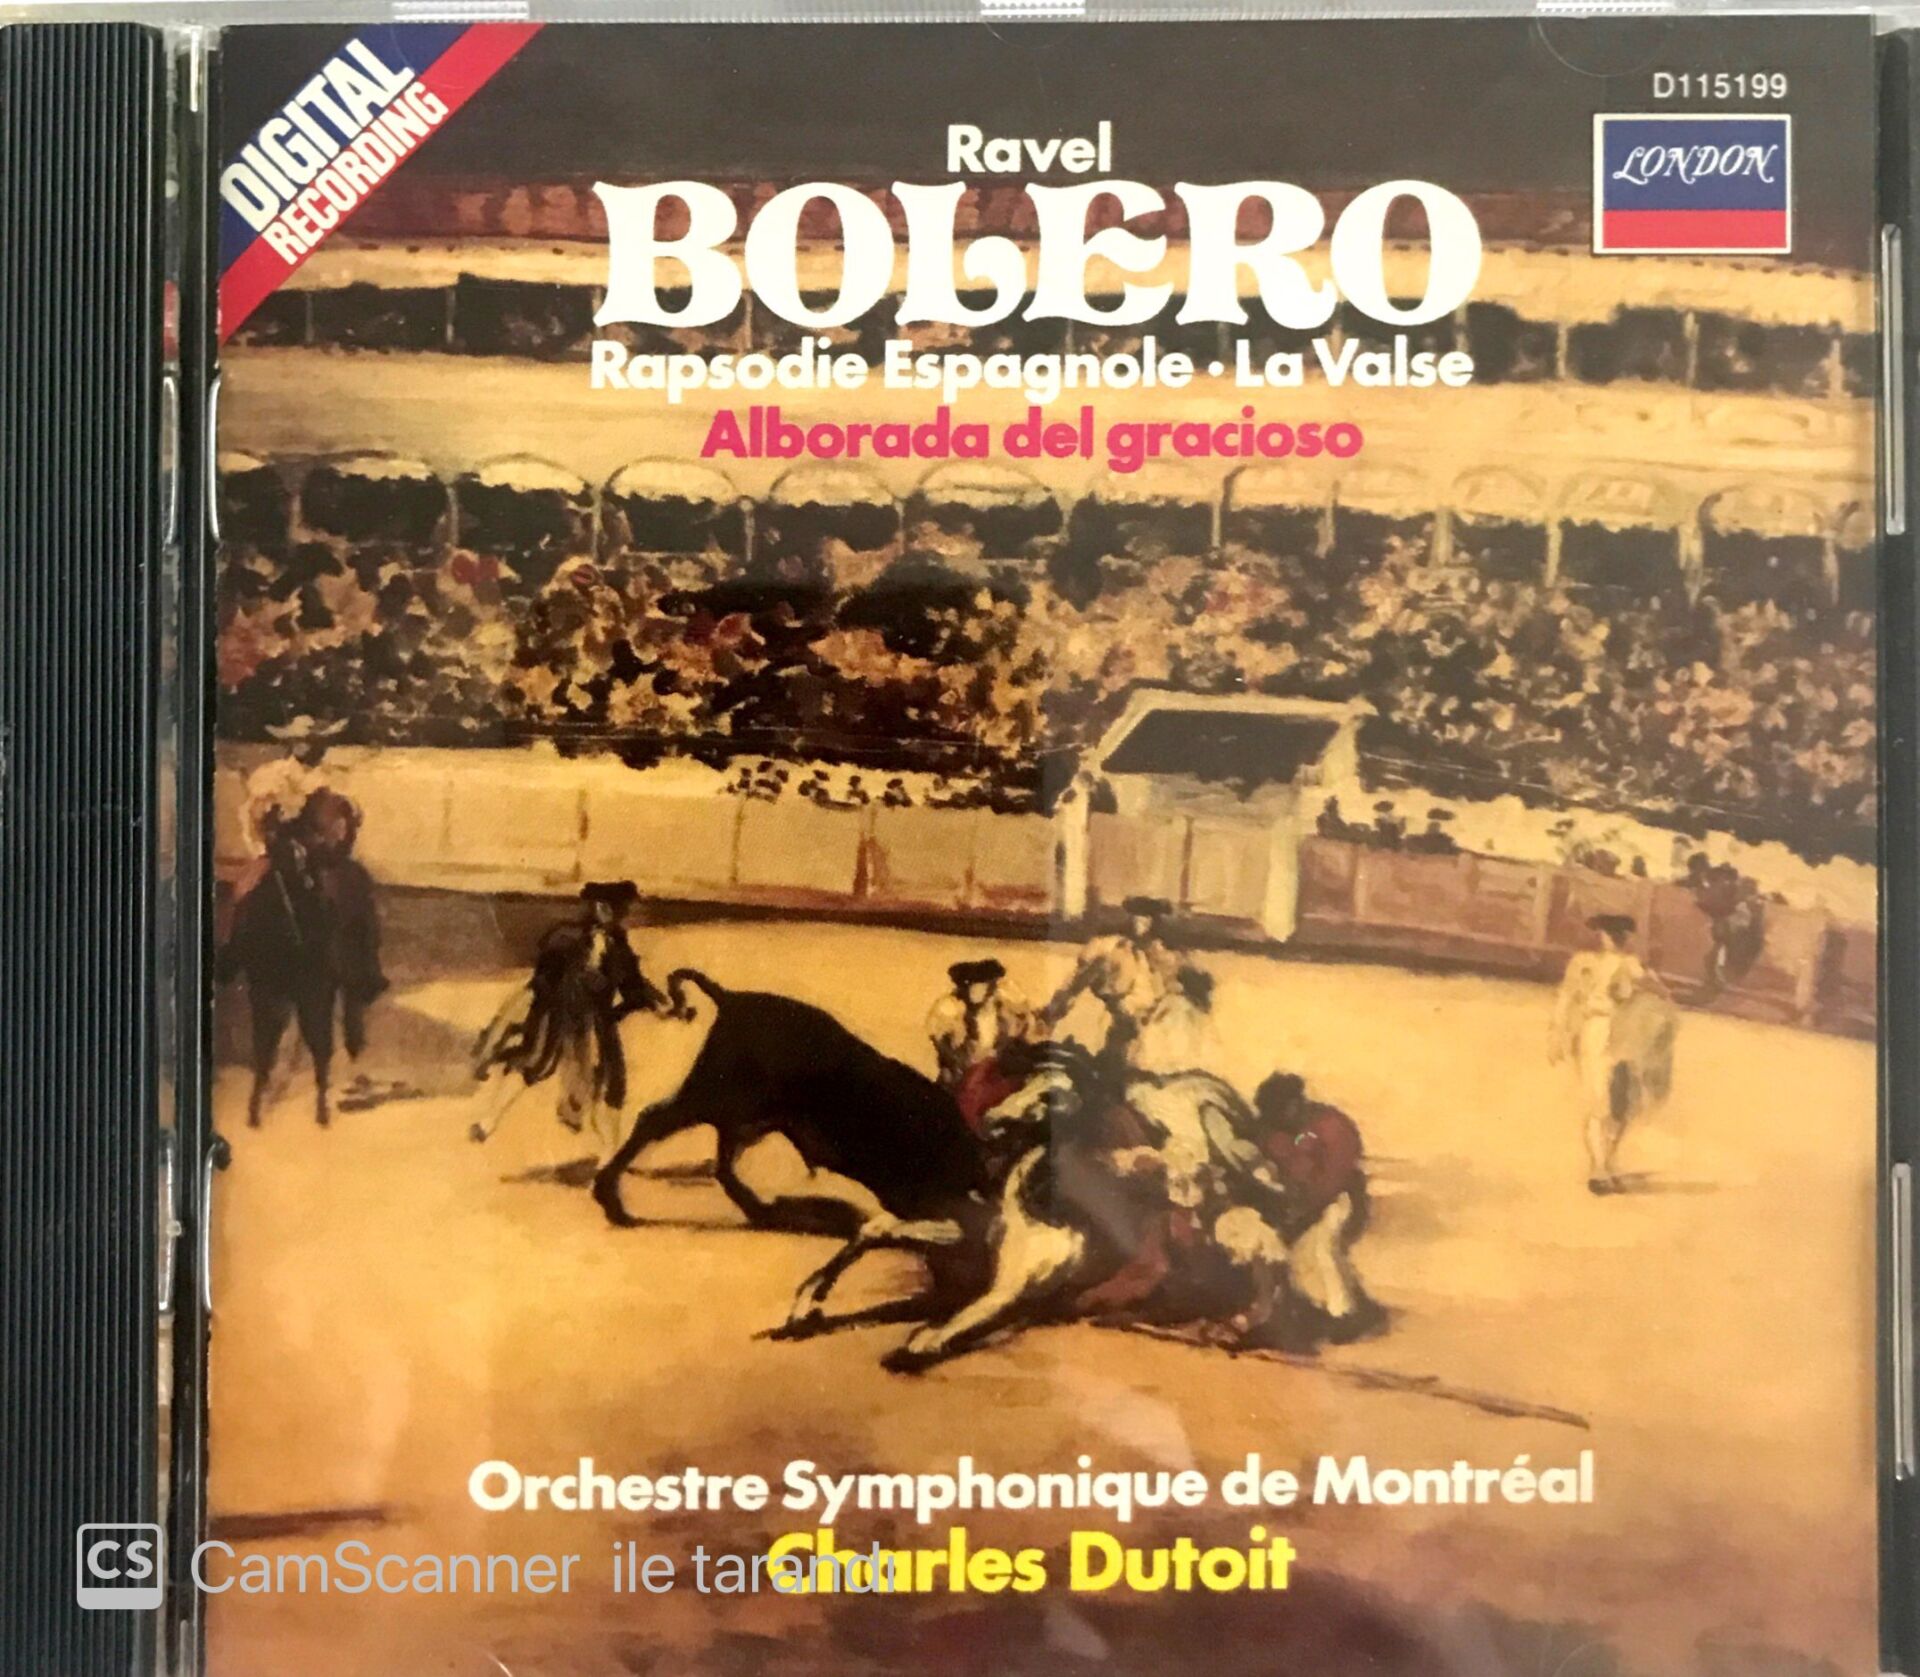 DIGITAL
RECORDING
D115199
LONDON
Ravel
BOLERO
Rapsodie Espagnole • La Valse
Alborada del gracioso
Orchestre Symphonique de Montréal
Charles Dutoit
CS CamScanner ile tarandı